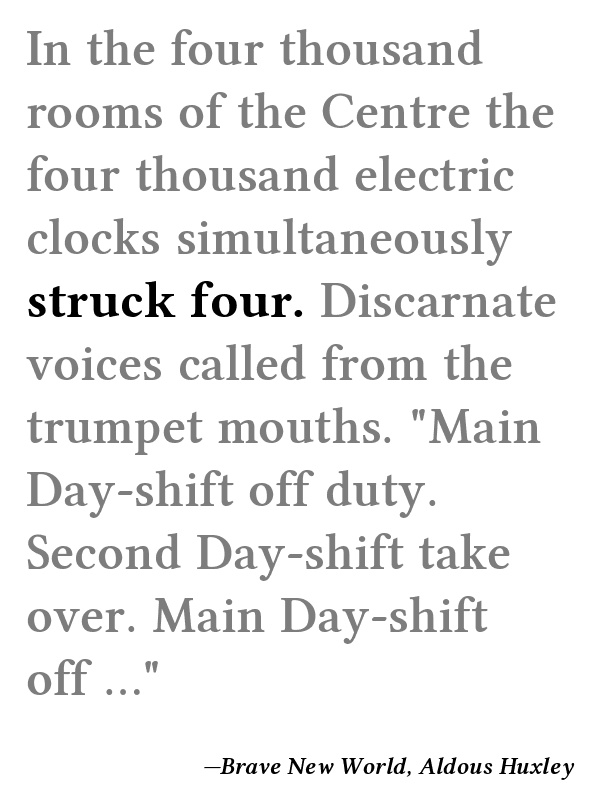 In the four thousand
rooms of the Centre the
four thousand electric
clocks simultaneously
struck four. Discarnate
voices called from the
trumpet mouths. "Main
Day-shift off duty.
Second Day-shift take
over. Main Day-shift
off ..."
—Brave New World, Aldous Huxley